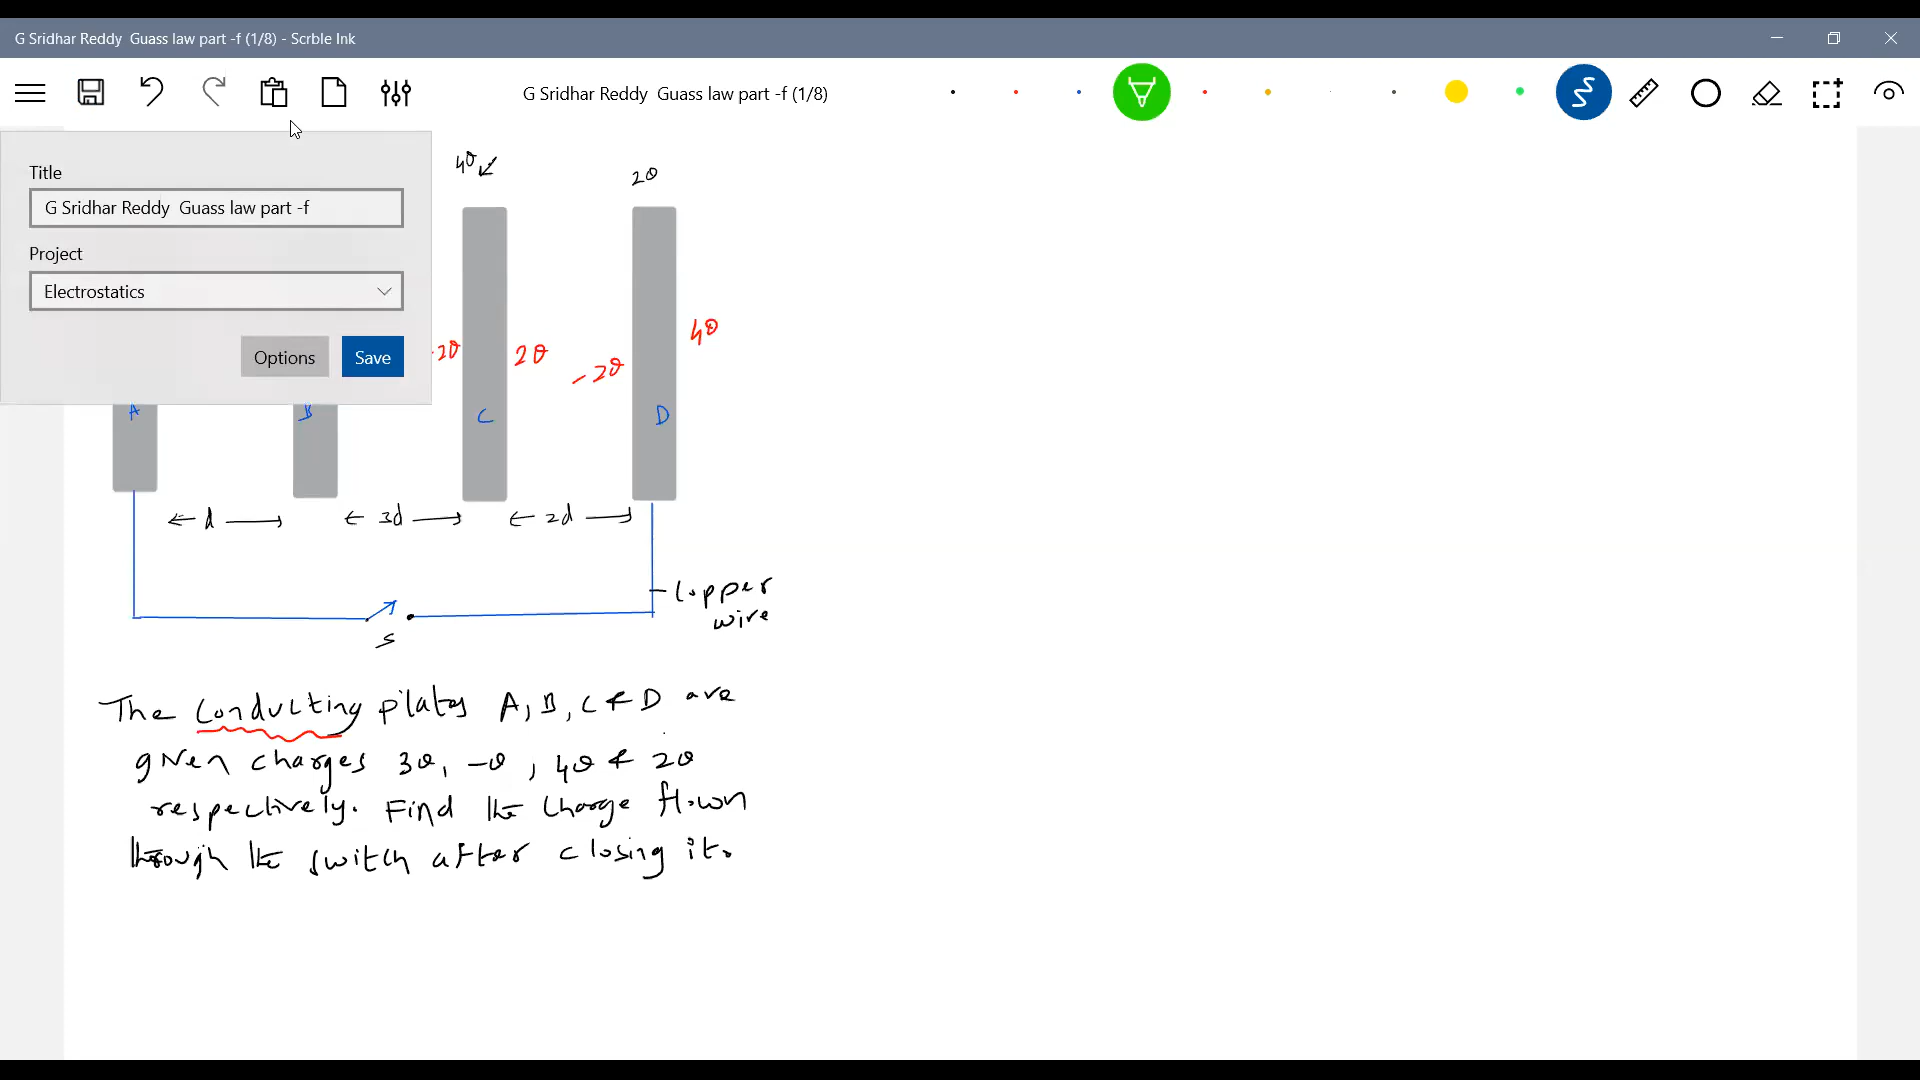 G Sridhar Reddy Guass law part -f (1/8) - Scrble Ink
G Sridhar Reddy Guass law part -f (1/8)
Title
G Sridhar Reddy Guass law part -f
Project
Electrostatics
Options Save
4Q
2Q
-2Q 2Q -2Q 4Q
A B C D
d 3d 2d
Copper
wire
S
The conducting plates A, B, C & D are
given charges 3Q, -Q, 4Q & 2Q
respectively. Find the charge flown
through the switch after closing it.